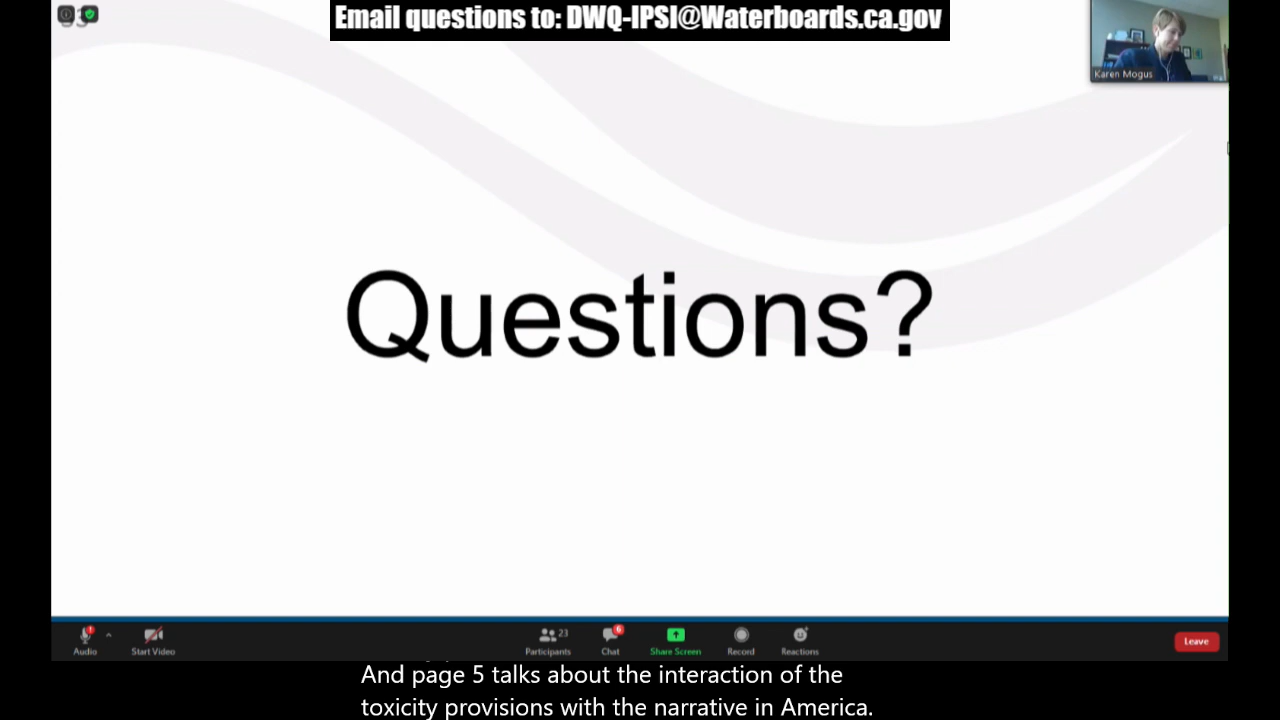 Email questions to: DWQ-IPSI@Waterboards.ca.gov
Karen Mogus
Questions?
Audio
Start Video
Participants
23
Chat
6
Share Screen
Record
Reactions
Leave
And page 5 talks about the interaction of the
toxicity provisions with the narrative in America.